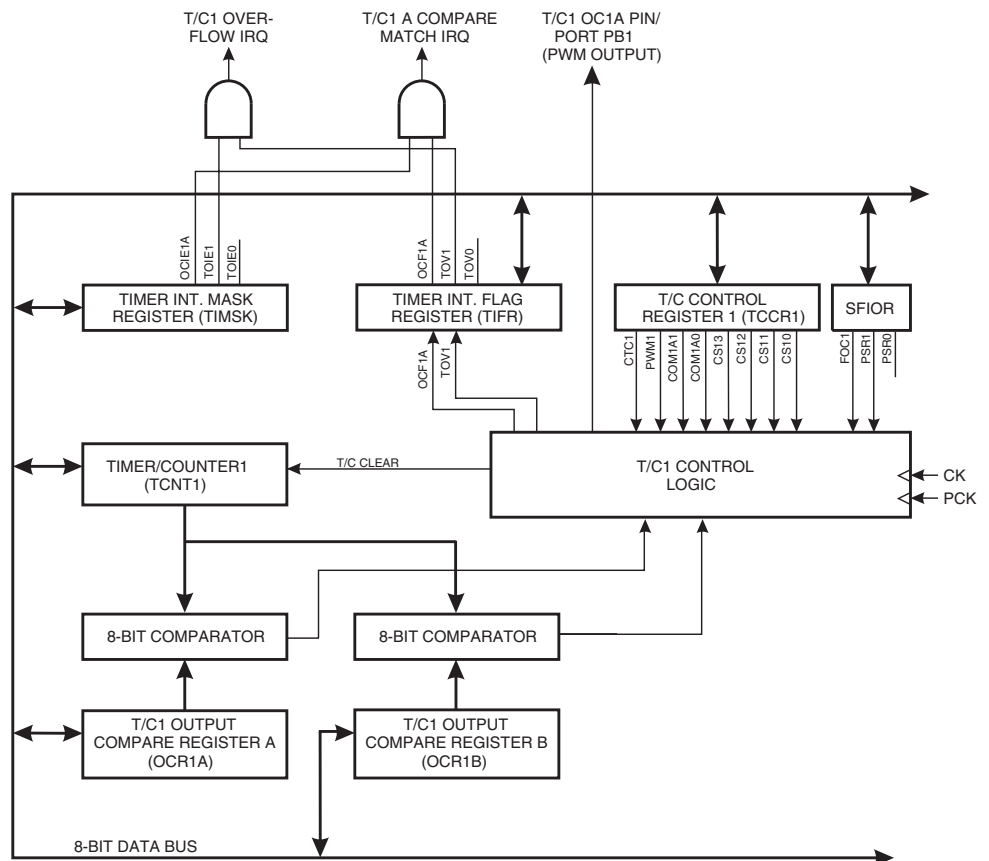 T/C1 OVER-
FLOW IRQ
T/C1 A COMPARE
MATCH IRQ
T/C1 OC1A PIN/
PORT PB1
(PWM OUTPUT)
OCIE1A
TOIE1
TOIE0
OCF1A
TOV1
TOV0
TIMER INT. MASK
REGISTER (TIMSK)
TIMER INT. FLAG
REGISTER (TIFR)
T/C CONTROL
REGISTER 1 (TCCR1)
SFIOR
OCF1A
TOV1
CTC1
PWM1
COM1A1
COM1A0
CS13
CS12
CS11
CS10
FOC1
PSR1
PSR0
TIMER/COUNTER1
(TCNT1)
T/C CLEAR
T/C1 CONTROL
LOGIC
CK
PCK
8-BIT COMPARATOR
8-BIT COMPARATOR
T/C1 OUTPUT
COMPARE REGISTER A
(OCR1A)
T/C1 OUTPUT
COMPARE REGISTER B
(OCR1B)
8-BIT DATA BUS